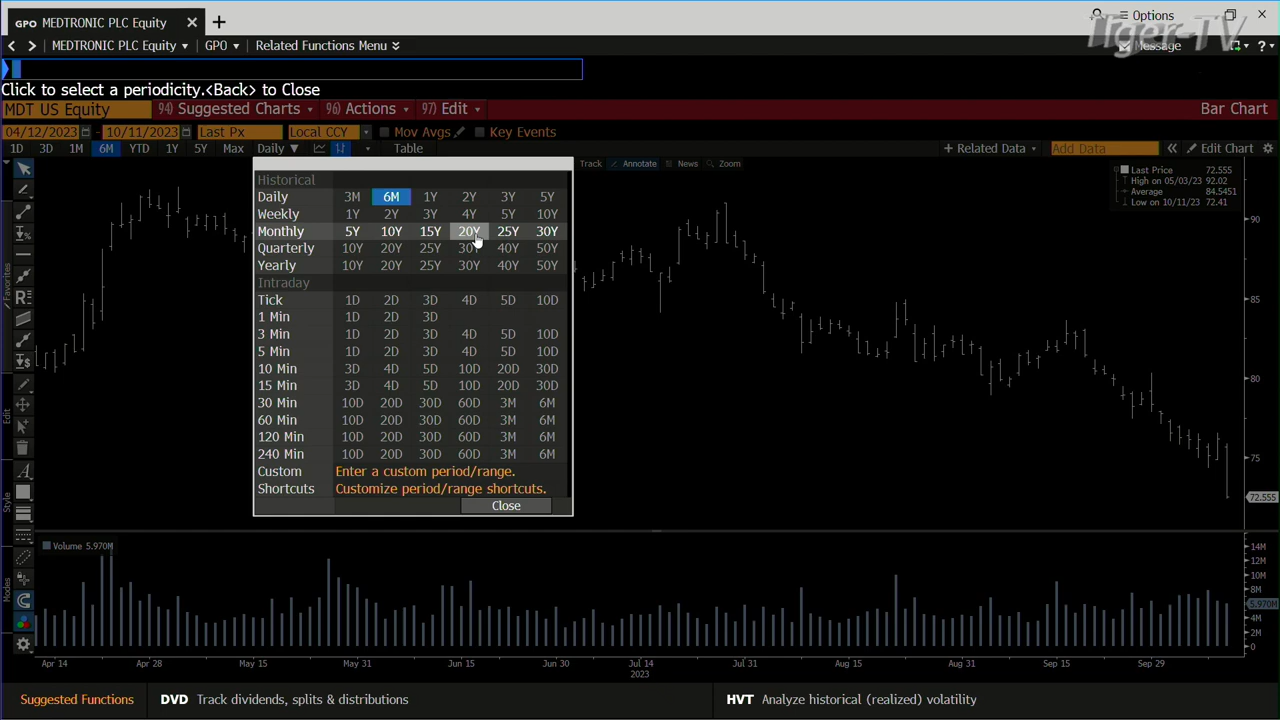 GPO MEDTRONIC PLC Equity
Options
Tiger-TV
MEDTRONIC PLC Equity GPO Related Functions Menu Message ?
Click to select a periodicity.<Back> to Close
MDT US Equity 94) Suggested Charts 96) Actions 97) Edit Bar Chart
04/12/2023 - 10/11/2023 Last Px Local CCY Mov Avgs Key Events
1D 3D 1M 6M YTD 1Y 5Y Max Daily Table + Related Data Add Data Edit Chart
Track Annotate News Zoom
Last Price 72.555
High on 05/03/23 92.02
Average 84.5451
Low on 10/11/23 72.41
Historical
Daily 3M 6M 1Y 2Y 3Y 5Y
Weekly 1Y 2Y 3Y 4Y 5Y 10Y
Monthly 5Y 10Y 15Y 20Y 25Y 30Y
Quarterly 10Y 20Y 25Y 30Y 40Y 50Y
Yearly 10Y 20Y 25Y 30Y 40Y 50Y
Intraday
Tick 1D 2D 3D 4D 5D 10D
1 Min 1D 2D 3D
3 Min 1D 2D 3D 4D 5D 10D
5 Min 1D 2D 3D 4D 5D 10D
10 Min 3D 4D 5D 10D 20D 30D
15 Min 3D 4D 5D 10D 20D 30D
30 Min 10D 20D 30D 60D 3M 6M
60 Min 10D 20D 30D 60D 3M 6M
120 Min 10D 20D 30D 60D 3M 6M
240 Min 10D 20D 30D 60D 3M 6M
Custom Enter a custom period/range.
Shortcuts Customize period/range shortcuts.
Close
Favorites
Edit
Style
Modes
90
85
80
75
72.555
Volume 5.970M
14M
12M
10M
8M
5.970M
4M
2M
0
Apr 14 Apr 28 May 15 May 31 Jun 15 Jun 30 Jul 14 Jul 31 Aug 15 Aug 31 Sep 15 Sep 29
2023
Suggested Functions DVD Track dividends, splits & distributions HVT Analyze historical (realized) volatility